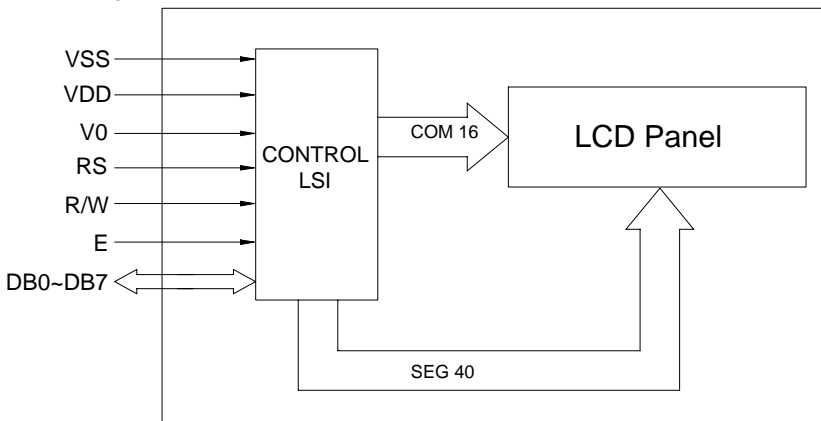 VSS
VDD
V0
RS
R/W
E
DB0~DB7
CONTROL
LSI
COM 16
LCD Panel
SEG 40